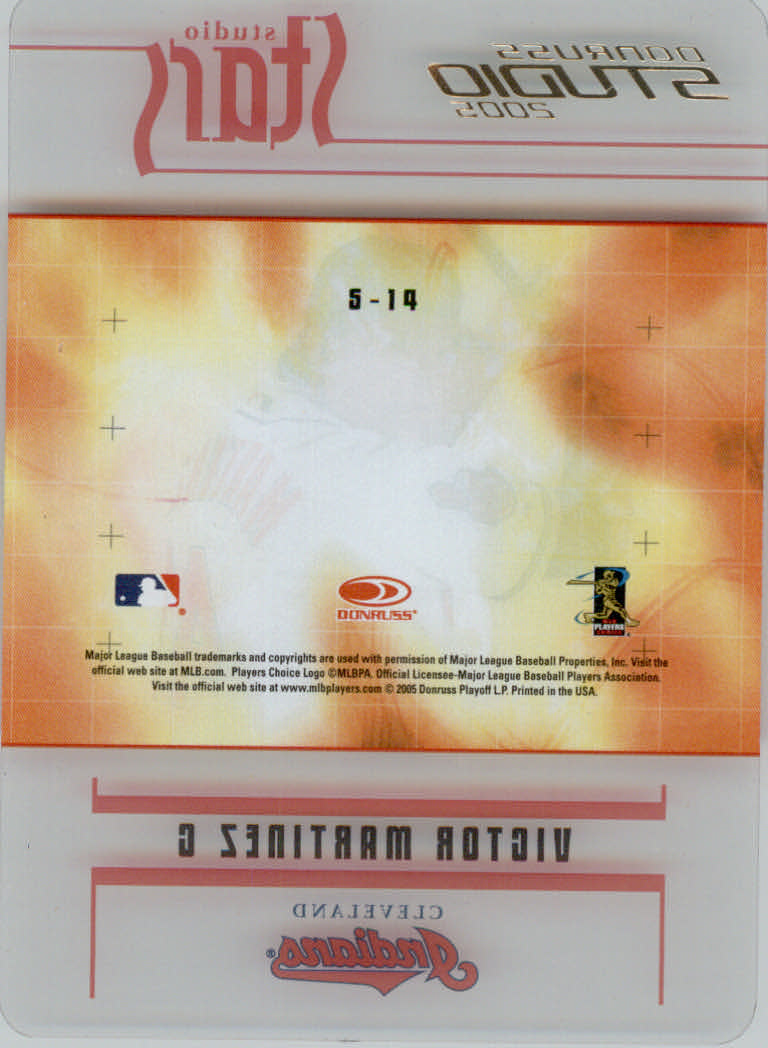 studio
Stars
DONRUSS
STUDIO
2005
S-14
DONRUSS®
MLB
PLAYERS
Major League Baseball trademarks and copyrights are used with permission of Major League Baseball Properties, Inc. Visit the
official web site at MLB.com. Players Choice Logo ©MLBPA. Official Licensee-Major League Baseball Players Association.
Visit the official web site at www.mlbplayers.com © 2005 Donruss Playoff L.P. Printed in the USA.
VICTOR MARTINEZ C
CLEVELAND
Indians®